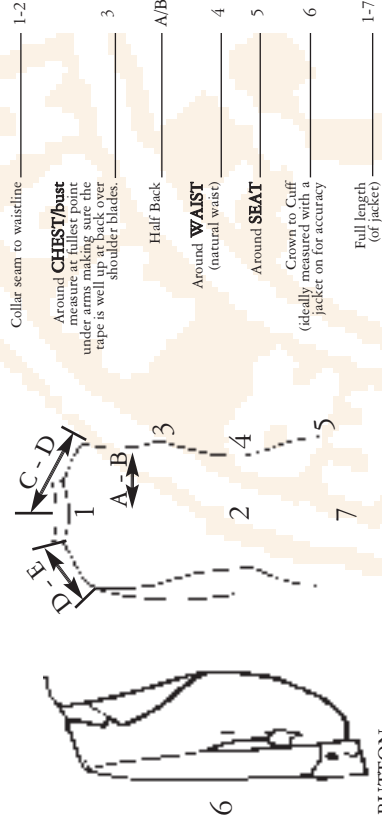 Collar seam to waistline 1-2
Around CHEST/bust
measure at fullest point
under arms making sure the
tape is well up at back over
shoulder blades. 3
Half Back A/B
Around WAIST
(natural waist) 4
Around SEAT 5
Crown to Cuff
(ideally measured with a
jacket on for accuracy 6
Full length
(of jacket) 1-7
D - E
C - D
1
A - B
3
2
4
5
7
6
BUTTON